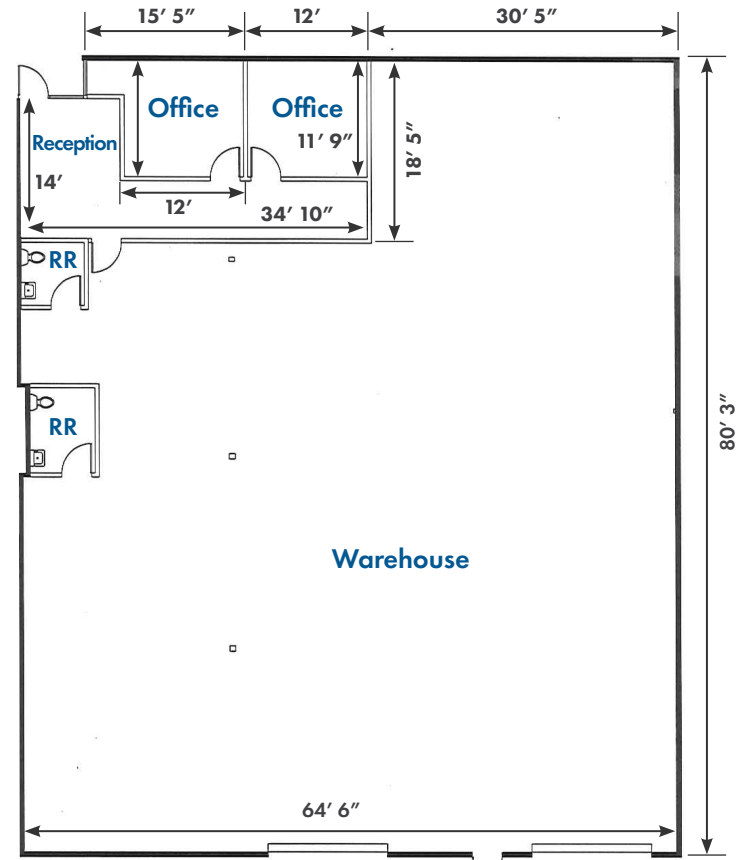 15′ 5″ 12′ 30′ 5″
Office Office
Reception
11′ 9″
18′ 5″
14′
12′
34′ 10″
RR
80′ 3″
RR
Warehouse
64′ 6″